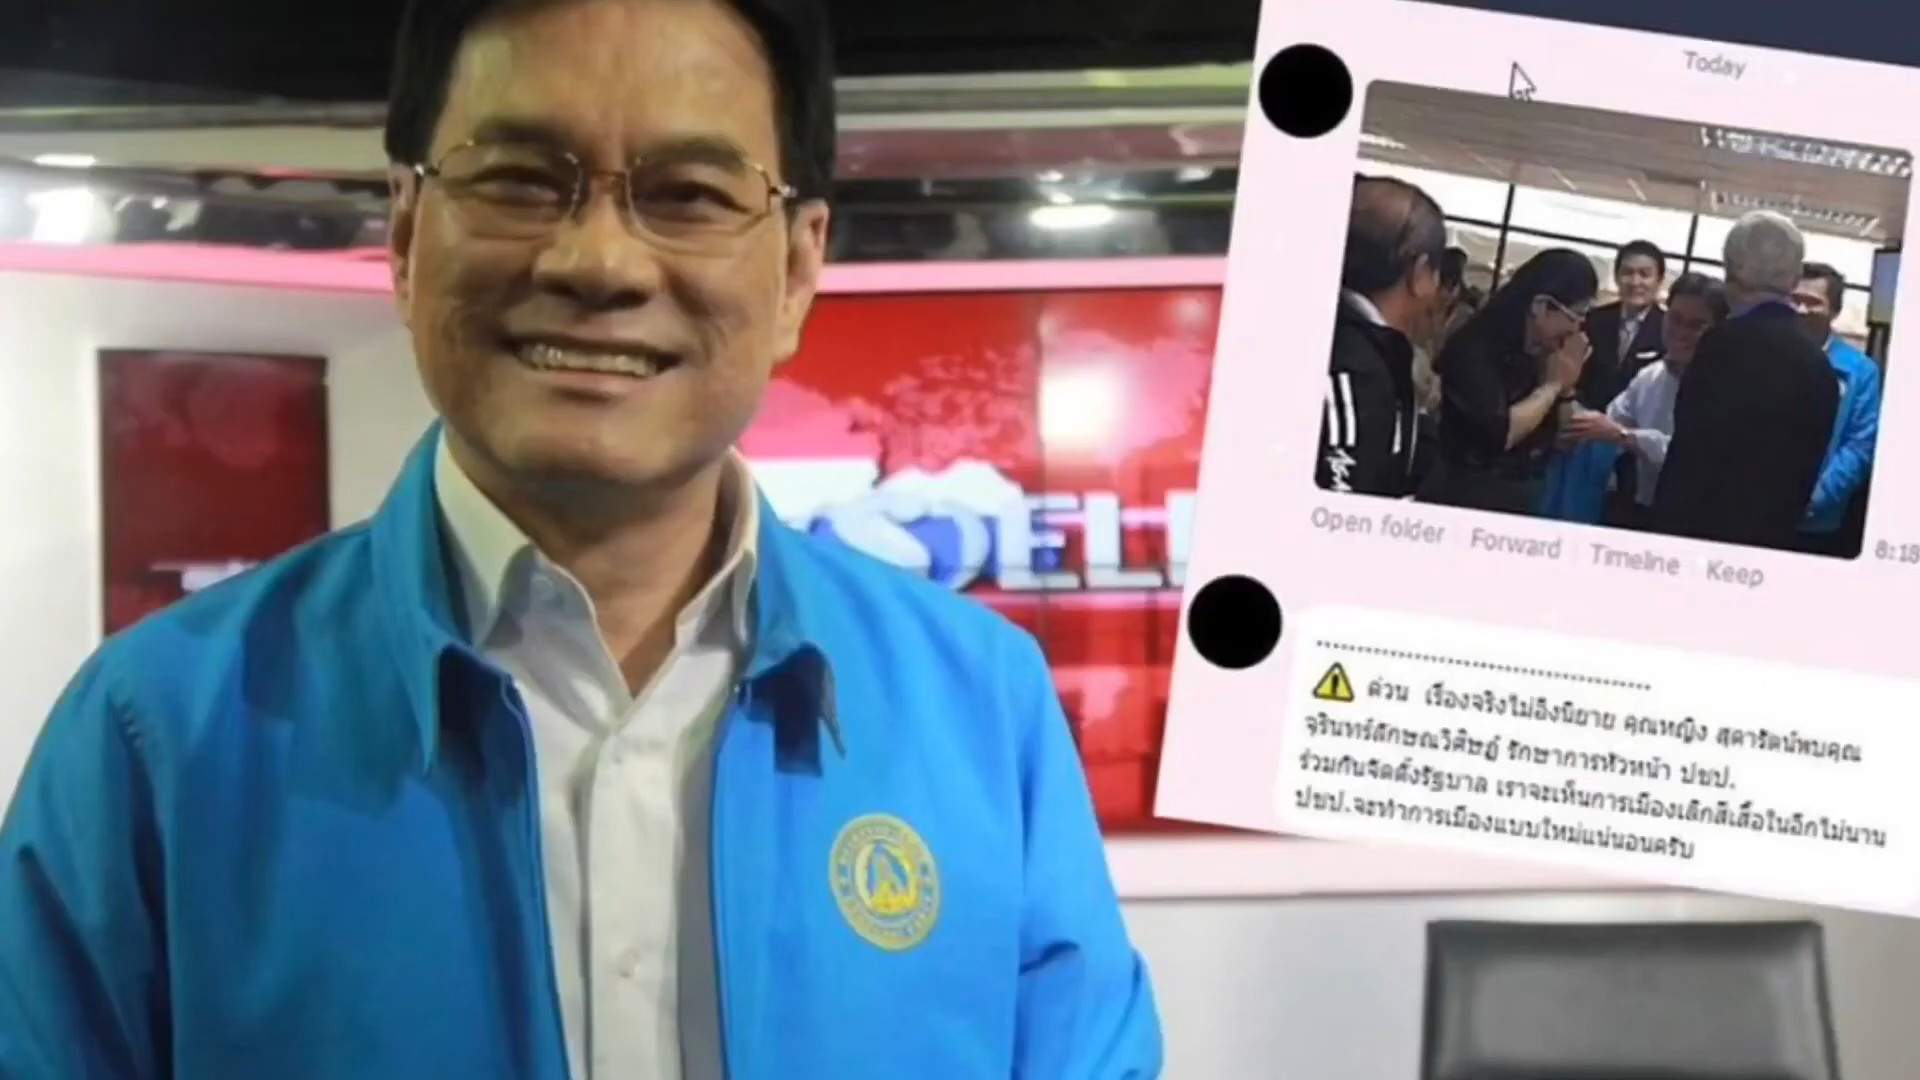 Today
8:18
Open folder Forward Timeline Keep
ด่วน เรื่องจริงไม่อิงนิยาย คุณหญิง สุดารัตน์พบคุณ
จุรินทร์ลักษณวิศิษฏ์ รักษาการหัวหน้า ปชป.
ร่วมกันจัดตั้งรัฐบาล เราจะเห็นการเมืองเลิกสีเสื้อในอีกไม่นาน
ปชป.จะทำการเมืองแบบใหม่แน่นอนครับ